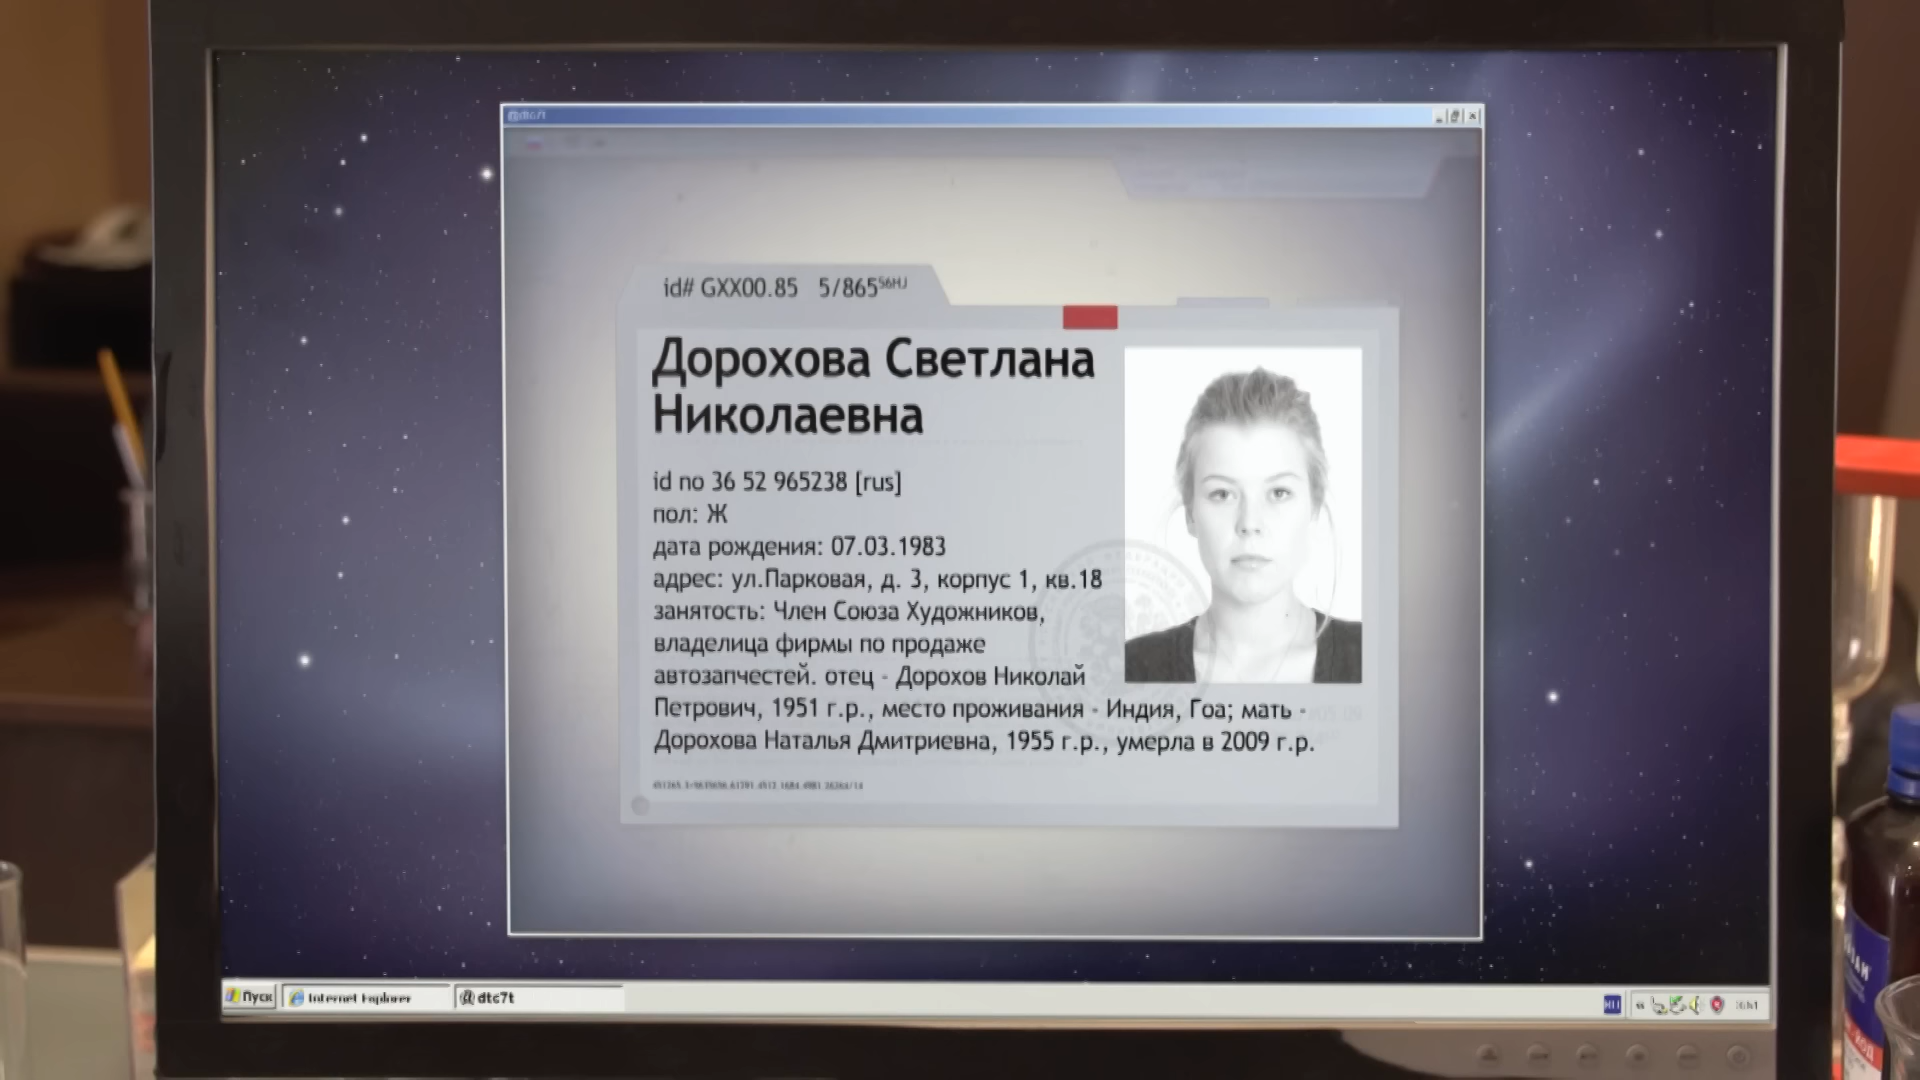 @dtc7t
id# GXX00.85 5/865 56HJ
Дорохова Светлана
Николаевна
id no 36 52 965238 [rus]
пол: Ж
дата рождения: 07.03.1983
адрес: ул.Парковая, д. 3, корпус 1, кв.18
занятость: Член Союза Художников,
владелица фирмы по продаже
автозапчестей. отец - Дорохов Николай
Петрович, 1951 г.р., место проживания - Индия, Гоа; мать -
Дорохова Наталья Дмитриевна, 1955 г.р., умерла в 2009 г.р.
Пуск
Internet Explorer
@dtc7t